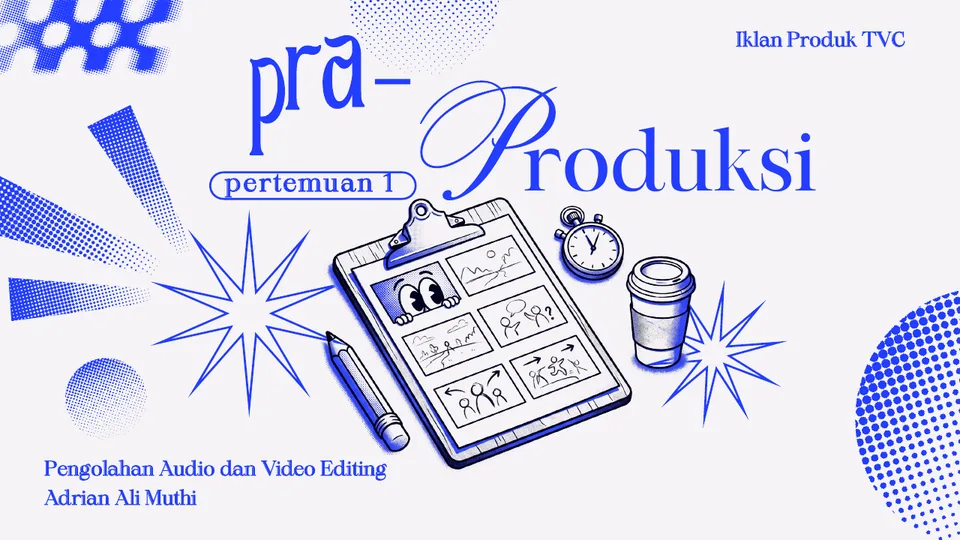 Iklan Produk TVC
pra-
Produksi
pertemuan 1
?
Pengolahan Audio dan Video Editing
Adrian Ali Muthi